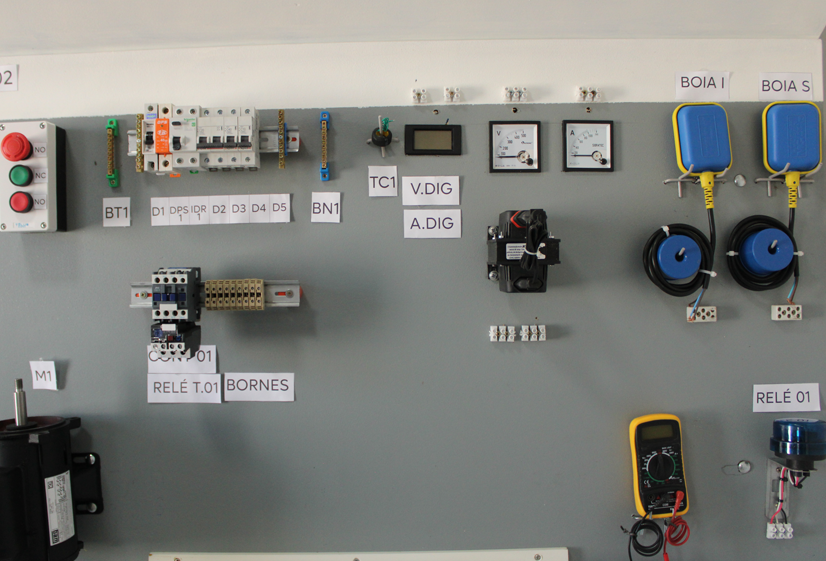 02
BOIA I
BOIA S
NO
NC
NO
V
A
TC1
V.DIG
A.DIG
BT1
D1 DPS 1 IDR 1 D2 D3 D4 D5
BN1
CONT 01
RELÉ T.01
BORNES
M1
RELÉ 01